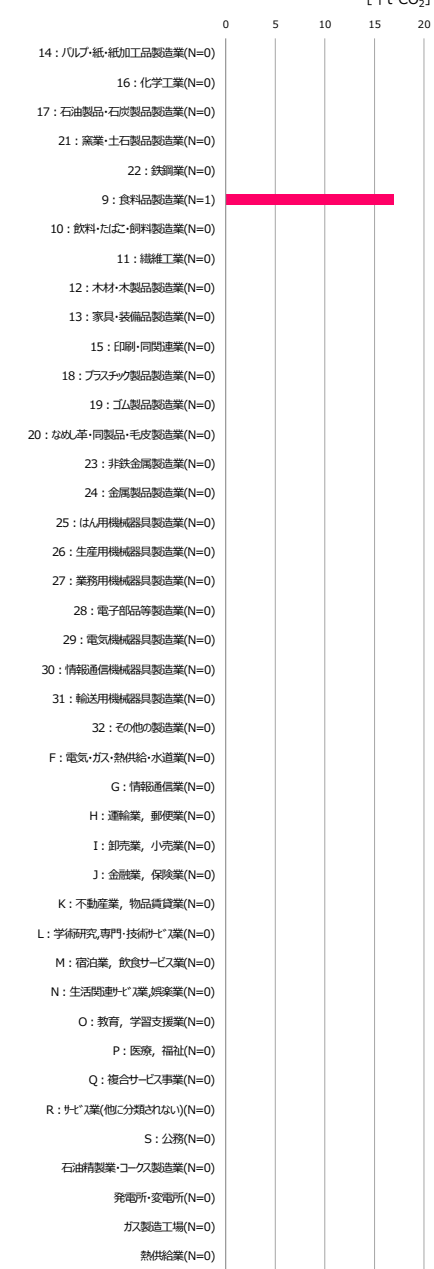 [千t-CO₂]
0 5 10 15 20
14：パルプ･紙･紙加工品製造業(N=0)
16：化学工業(N=0)
17：石油製品･石炭製品製造業(N=0)
21：窯業･土石製品製造業(N=0)
22：鉄鋼業(N=0)
9：食料品製造業(N=1)
10：飲料･たばこ･飼料製造業(N=0)
11：繊維工業(N=0)
12：木材･木製品製造業(N=0)
13：家具･装備品製造業(N=0)
15：印刷･同関連業(N=0)
18：プラスチック製品製造業(N=0)
19：ゴム製品製造業(N=0)
20：なめし革･同製品･毛皮製造業(N=0)
23：非鉄金属製造業(N=0)
24：金属製品製造業(N=0)
25：はん用機械器具製造業(N=0)
26：生産用機械器具製造業(N=0)
27：業務用機械器具製造業(N=0)
28：電子部品等製造業(N=0)
29：電気機械器具製造業(N=0)
30：情報通信機械器具製造業(N=0)
31：輸送用機械器具製造業(N=0)
32：その他の製造業(N=0)
F：電気･ガス･熱供給･水道業(N=0)
G：情報通信業(N=0)
H：運輸業，郵便業(N=0)
I：卸売業，小売業(N=0)
J：金融業，保険業(N=0)
K：不動産業，物品賃貸業(N=0)
L：学術研究,専門･技術ｻｰﾋﾞｽ業(N=0)
M：宿泊業，飲食サービス業(N=0)
N：生活関連ｻｰﾋﾞｽ業,娯楽業(N=0)
O：教育，学習支援業(N=0)
P：医療，福祉(N=0)
Q：複合サービス事業(N=0)
R：ｻｰﾋﾞｽ業(他に分類されない)(N=0)
S：公務(N=0)
石油精製業･コークス製造業(N=0)
発電所･変電所(N=0)
ガス製造工場(N=0)
熱供給業(N=0)